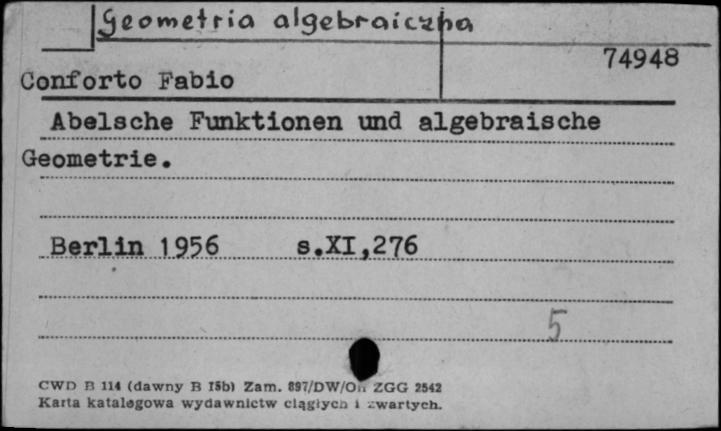 Geometria algebraiczna
74948
Conforto Fabio
Abelsche Funktionen und algebraische
Geometrie.
Berlin 1956 s.XI,276
5
CWD B 114 (dawny B 15b) Zam. 897/DW/ ZGG 2542
Karta katalogowa wydawnictw ciągłych i zwartych.